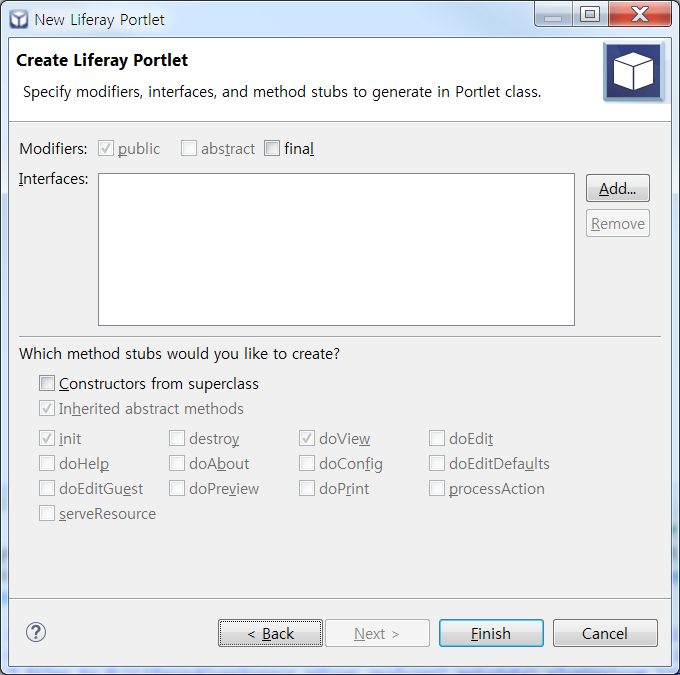 New Liferay Portlet
Create Liferay Portlet
Specify modifiers, interfaces, and method stubs to generate in Portlet class.
Modifiers: public abstract final
Interfaces: Add...
Remove
Which method stubs would you like to create?
Constructors from superclass
Inherited abstract methods
init destroy doView doEdit
doHelp doAbout doConfig doEditDefaults
doEditGuest doPreview doPrint processAction
serveResource
? < Back Next > Finish Cancel